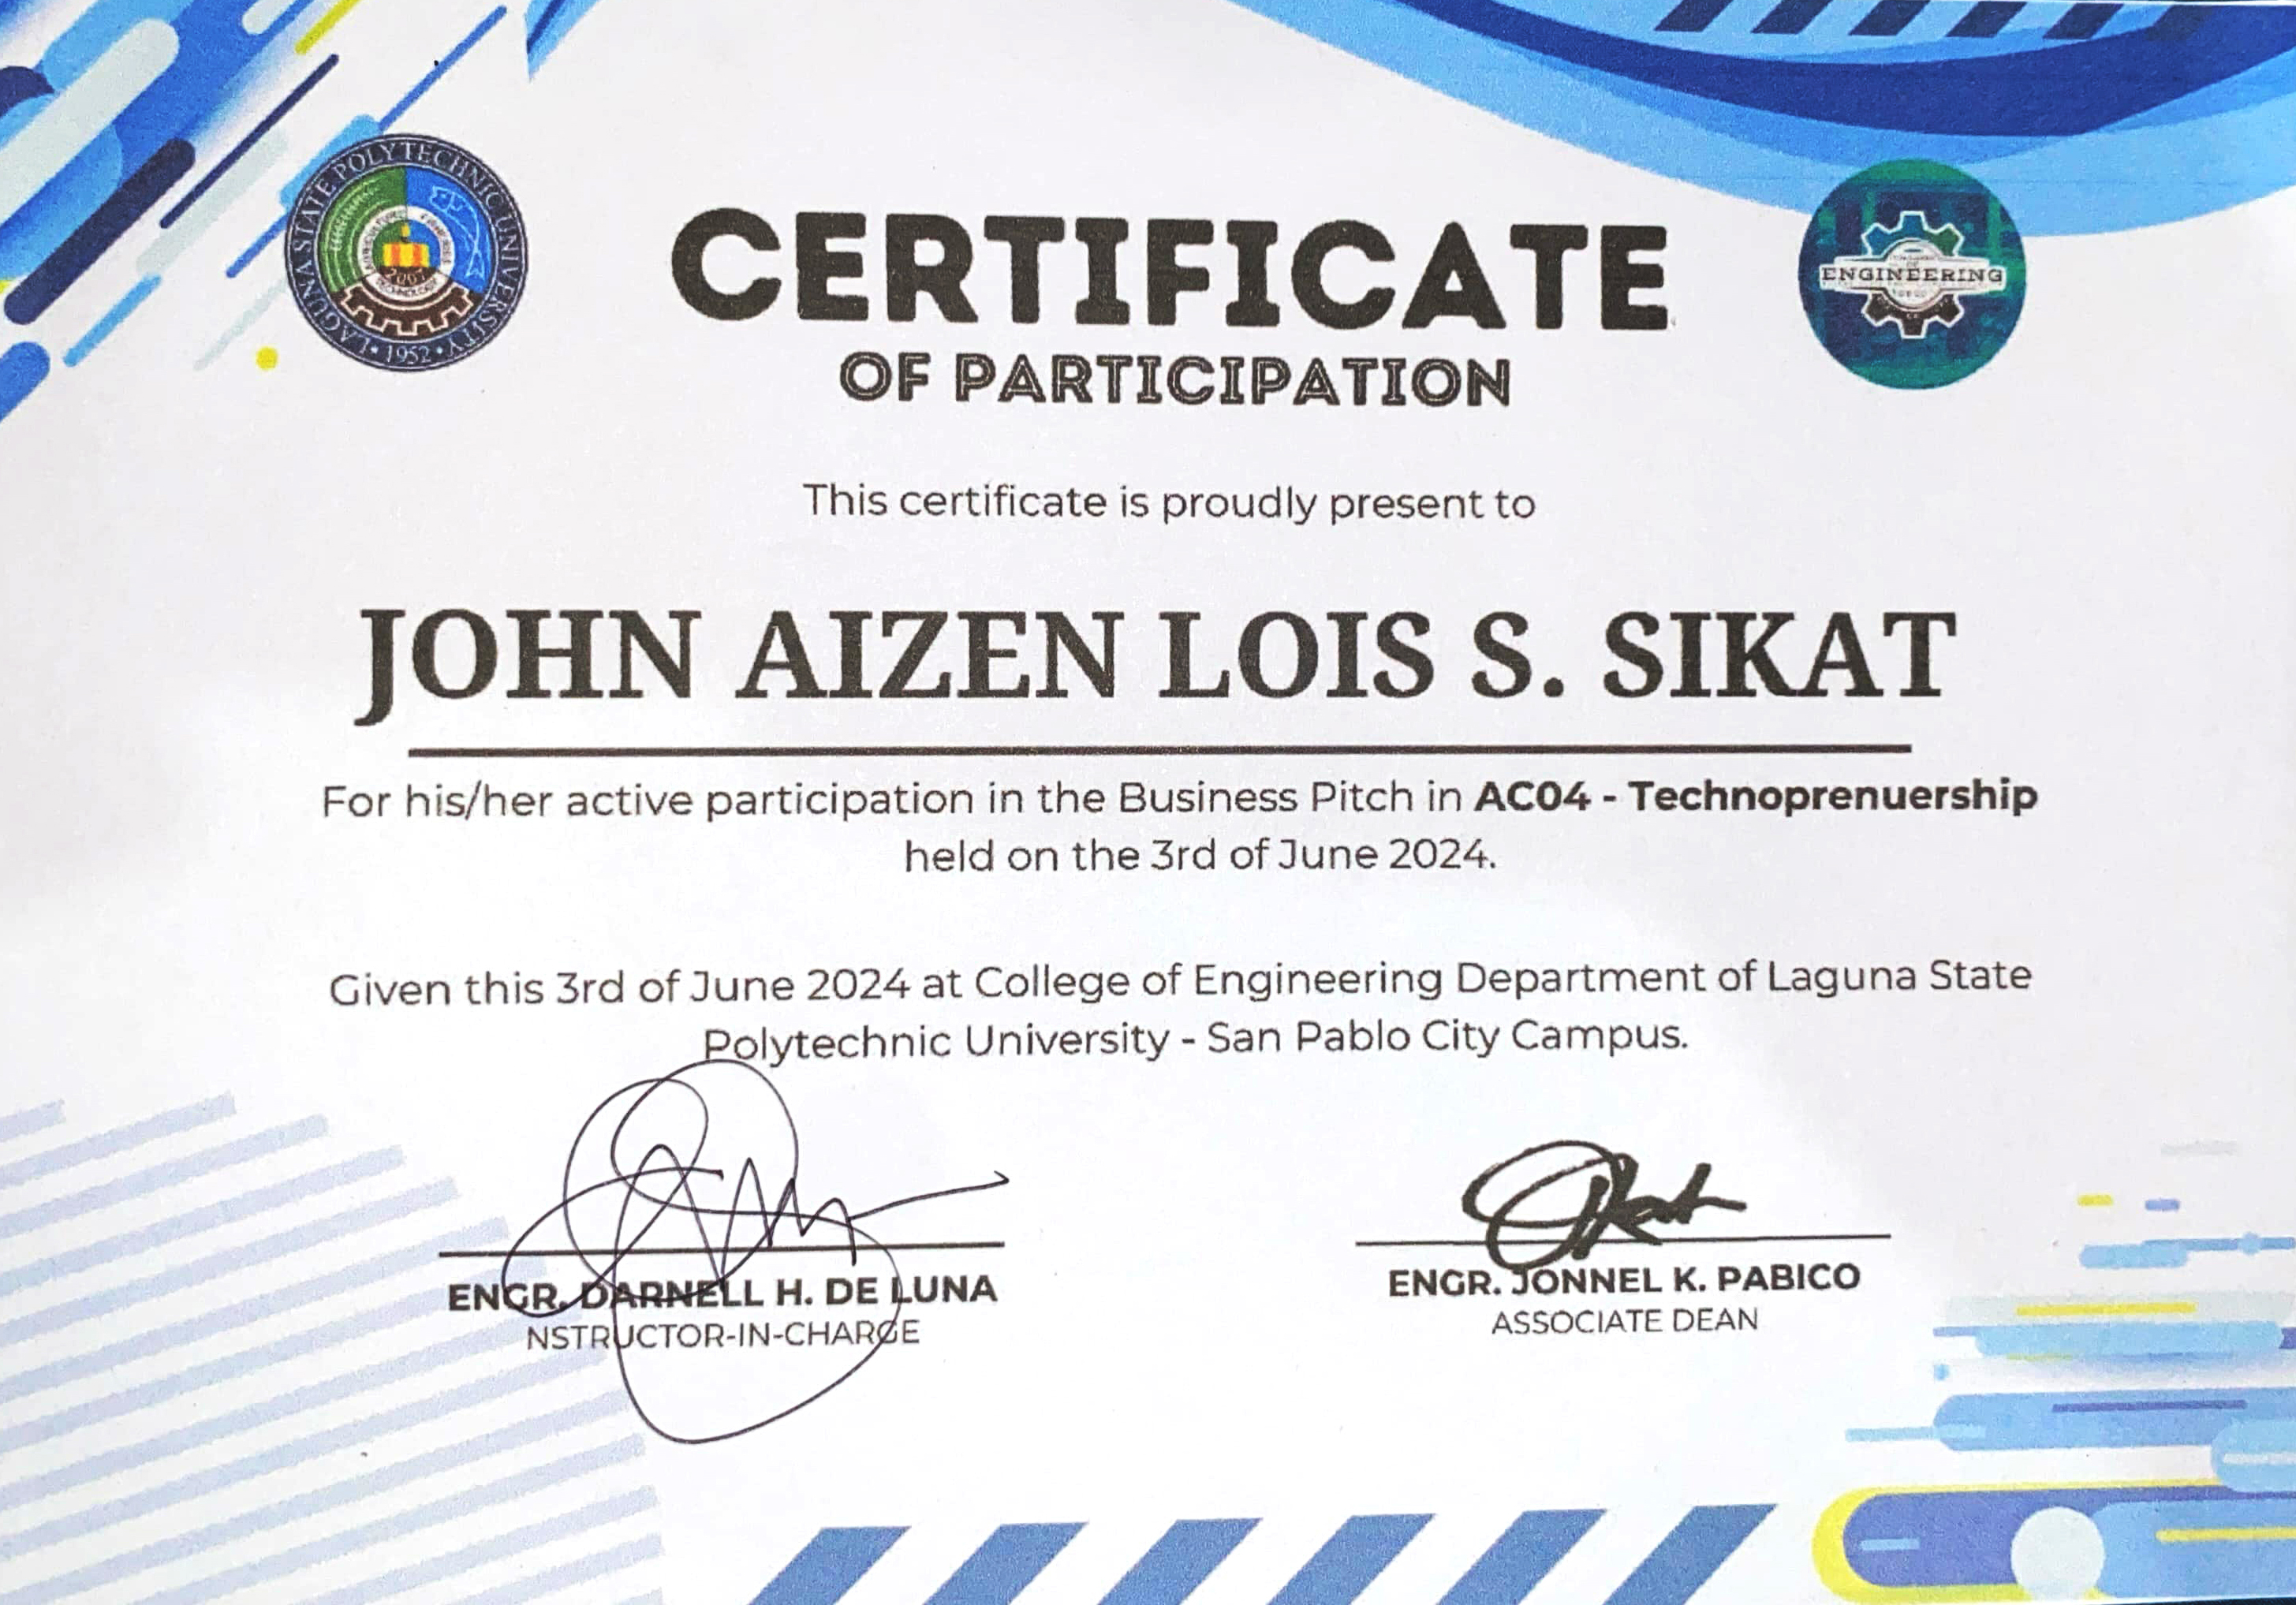 LAGUNA STATE POLYTECHNIC UNIVERSITY
• 1952 •
2007
ENGINEERING
CERTIFICATE
OF PARTICIPATION
This certificate is proudly present to
JOHN AIZEN LOIS S. SIKAT
For his/her active participation in the Business Pitch in AC04 - Technoprenuership
held on the 3rd of June 2024.
Given this 3rd of June 2024 at College of Engineering Department of Laguna State
Polytechnic University - San Pablo City Campus.
ENGR. DARNELL H. DE LUNA
NSTRUCTOR-IN-CHARGE
ENGR. JONNEL K. PABICO
ASSOCIATE DEAN